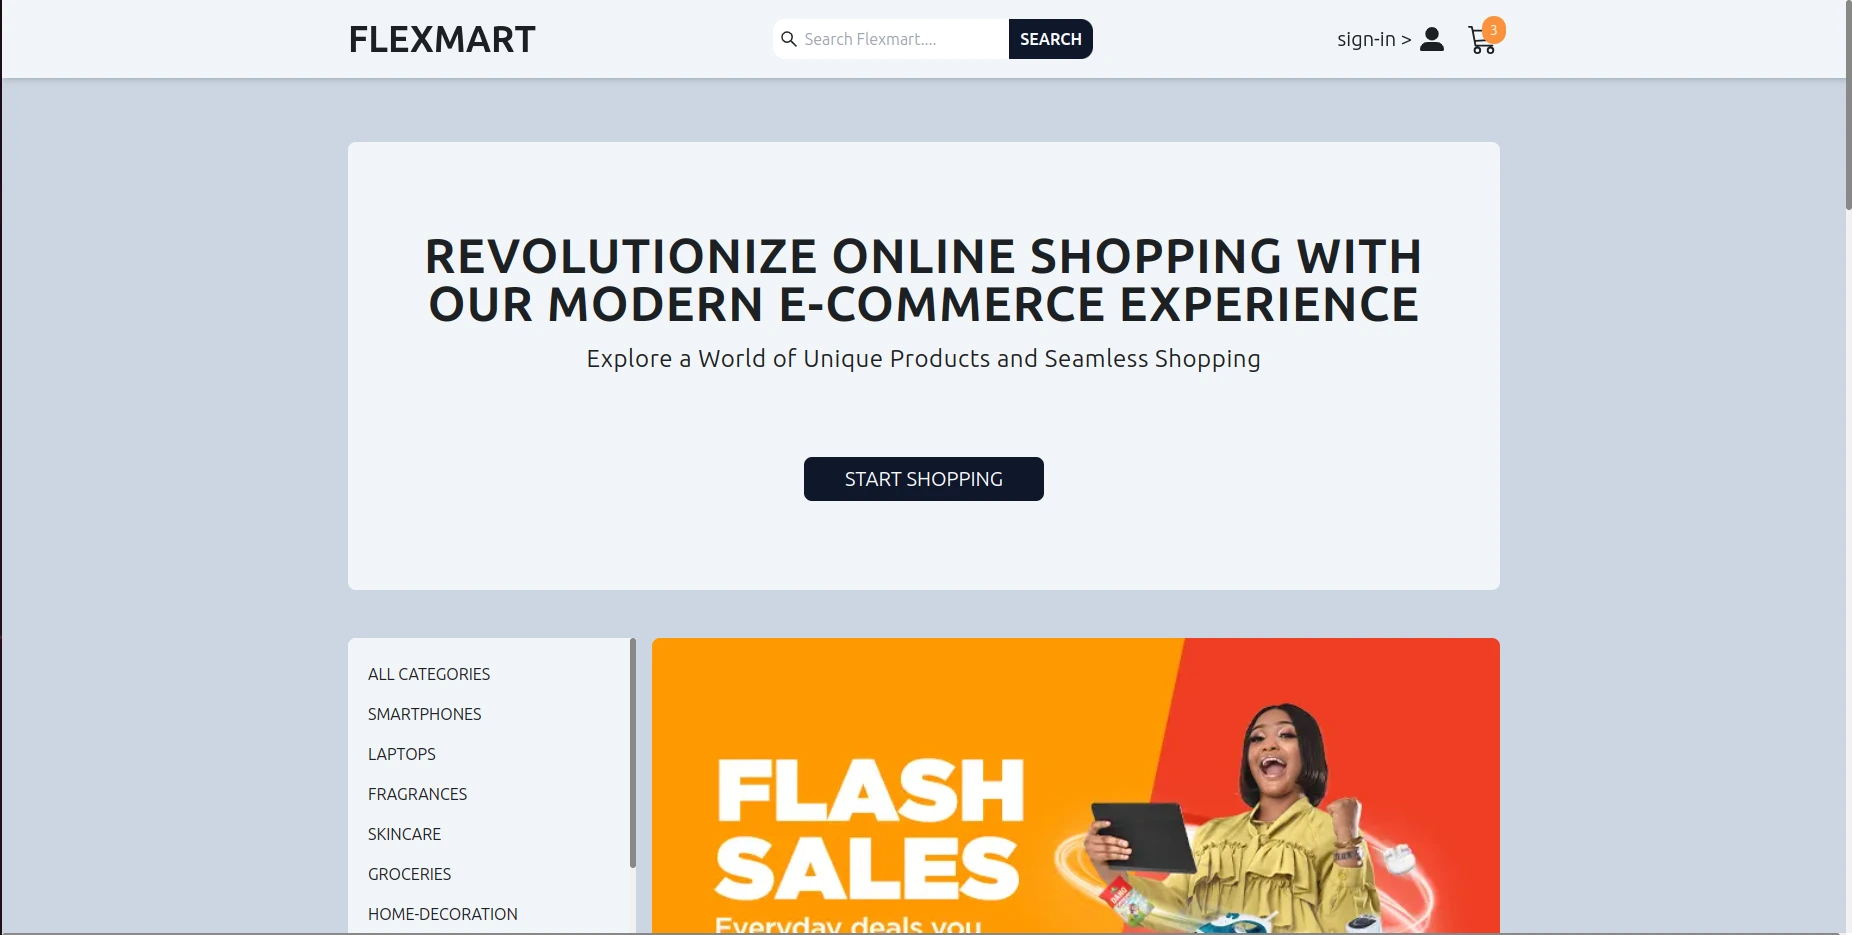 FLEXMART
Search Flexmart....
SEARCH
sign-in >
3
REVOLUTIONIZE ONLINE SHOPPING WITH
OUR MODERN E-COMMERCE EXPERIENCE
Explore a World of Unique Products and Seamless Shopping
START SHOPPING
ALL CATEGORIES
SMARTPHONES
LAPTOPS
FRAGRANCES
SKINCARE
GROCERIES
HOME-DECORATION
FLASH
SALES
Everyday deals you